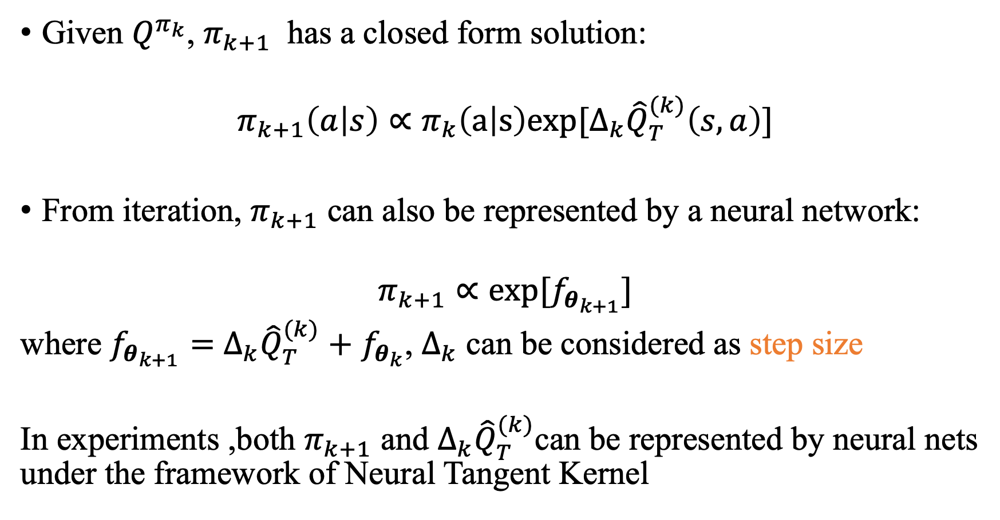 • Given $Q^{\pi_k}$, $\pi_{k+1}$ has a closed form solution:
$\pi_{k+1}(a|s) \propto \pi_k(\mathrm{a}|\mathrm{s})\exp[\Delta_k \hat{Q}_T^{(k)}(s, a)]$
• From iteration, $\pi_{k+1}$ can also be represented by a neural network:
$\pi_{k+1} \propto \exp[f_{\boldsymbol{\theta}_{k+1}}]$
where $f_{\boldsymbol{\theta}_{k+1}} = \Delta_k \hat{Q}_T^{(k)} + f_{\boldsymbol{\theta}_k}$, $\Delta_k$ can be considered as step size
In experiments ,both $\pi_{k+1}$ and $\Delta_k \hat{Q}_T^{(k)}$ can be represented by neural nets
under the framework of Neural Tangent Kernel